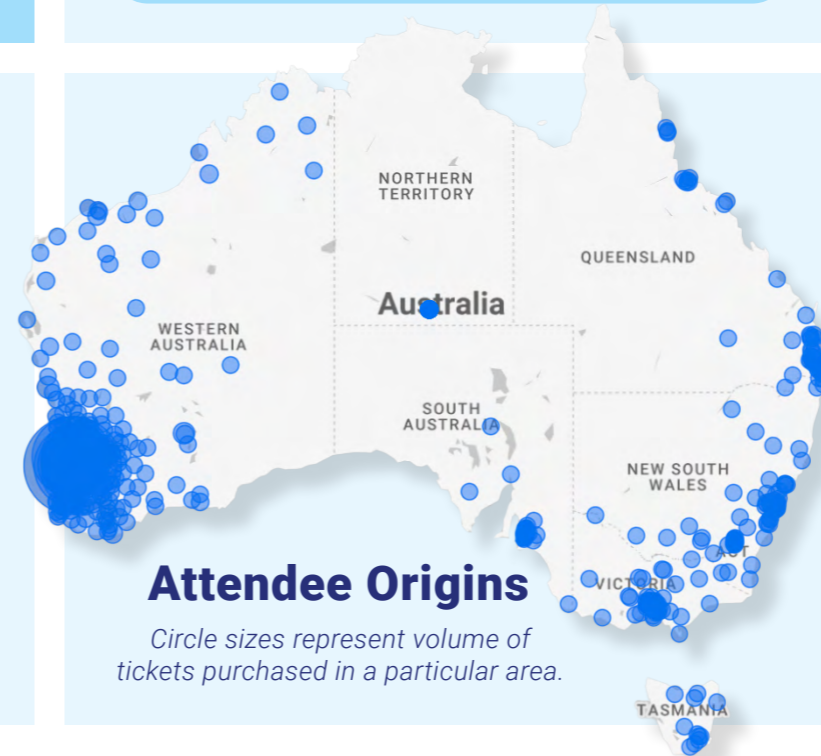 NORTHERN
TERRITORY
QUEENSLAND
Australia
WESTERN
AUSTRALIA
SOUTH
AUSTRALIA
NEW SOUTH
WALES
ACT
VICTORIA
Attendee Origins
Circle sizes represent volume of
tickets purchased in a particular area.
TASMANIA